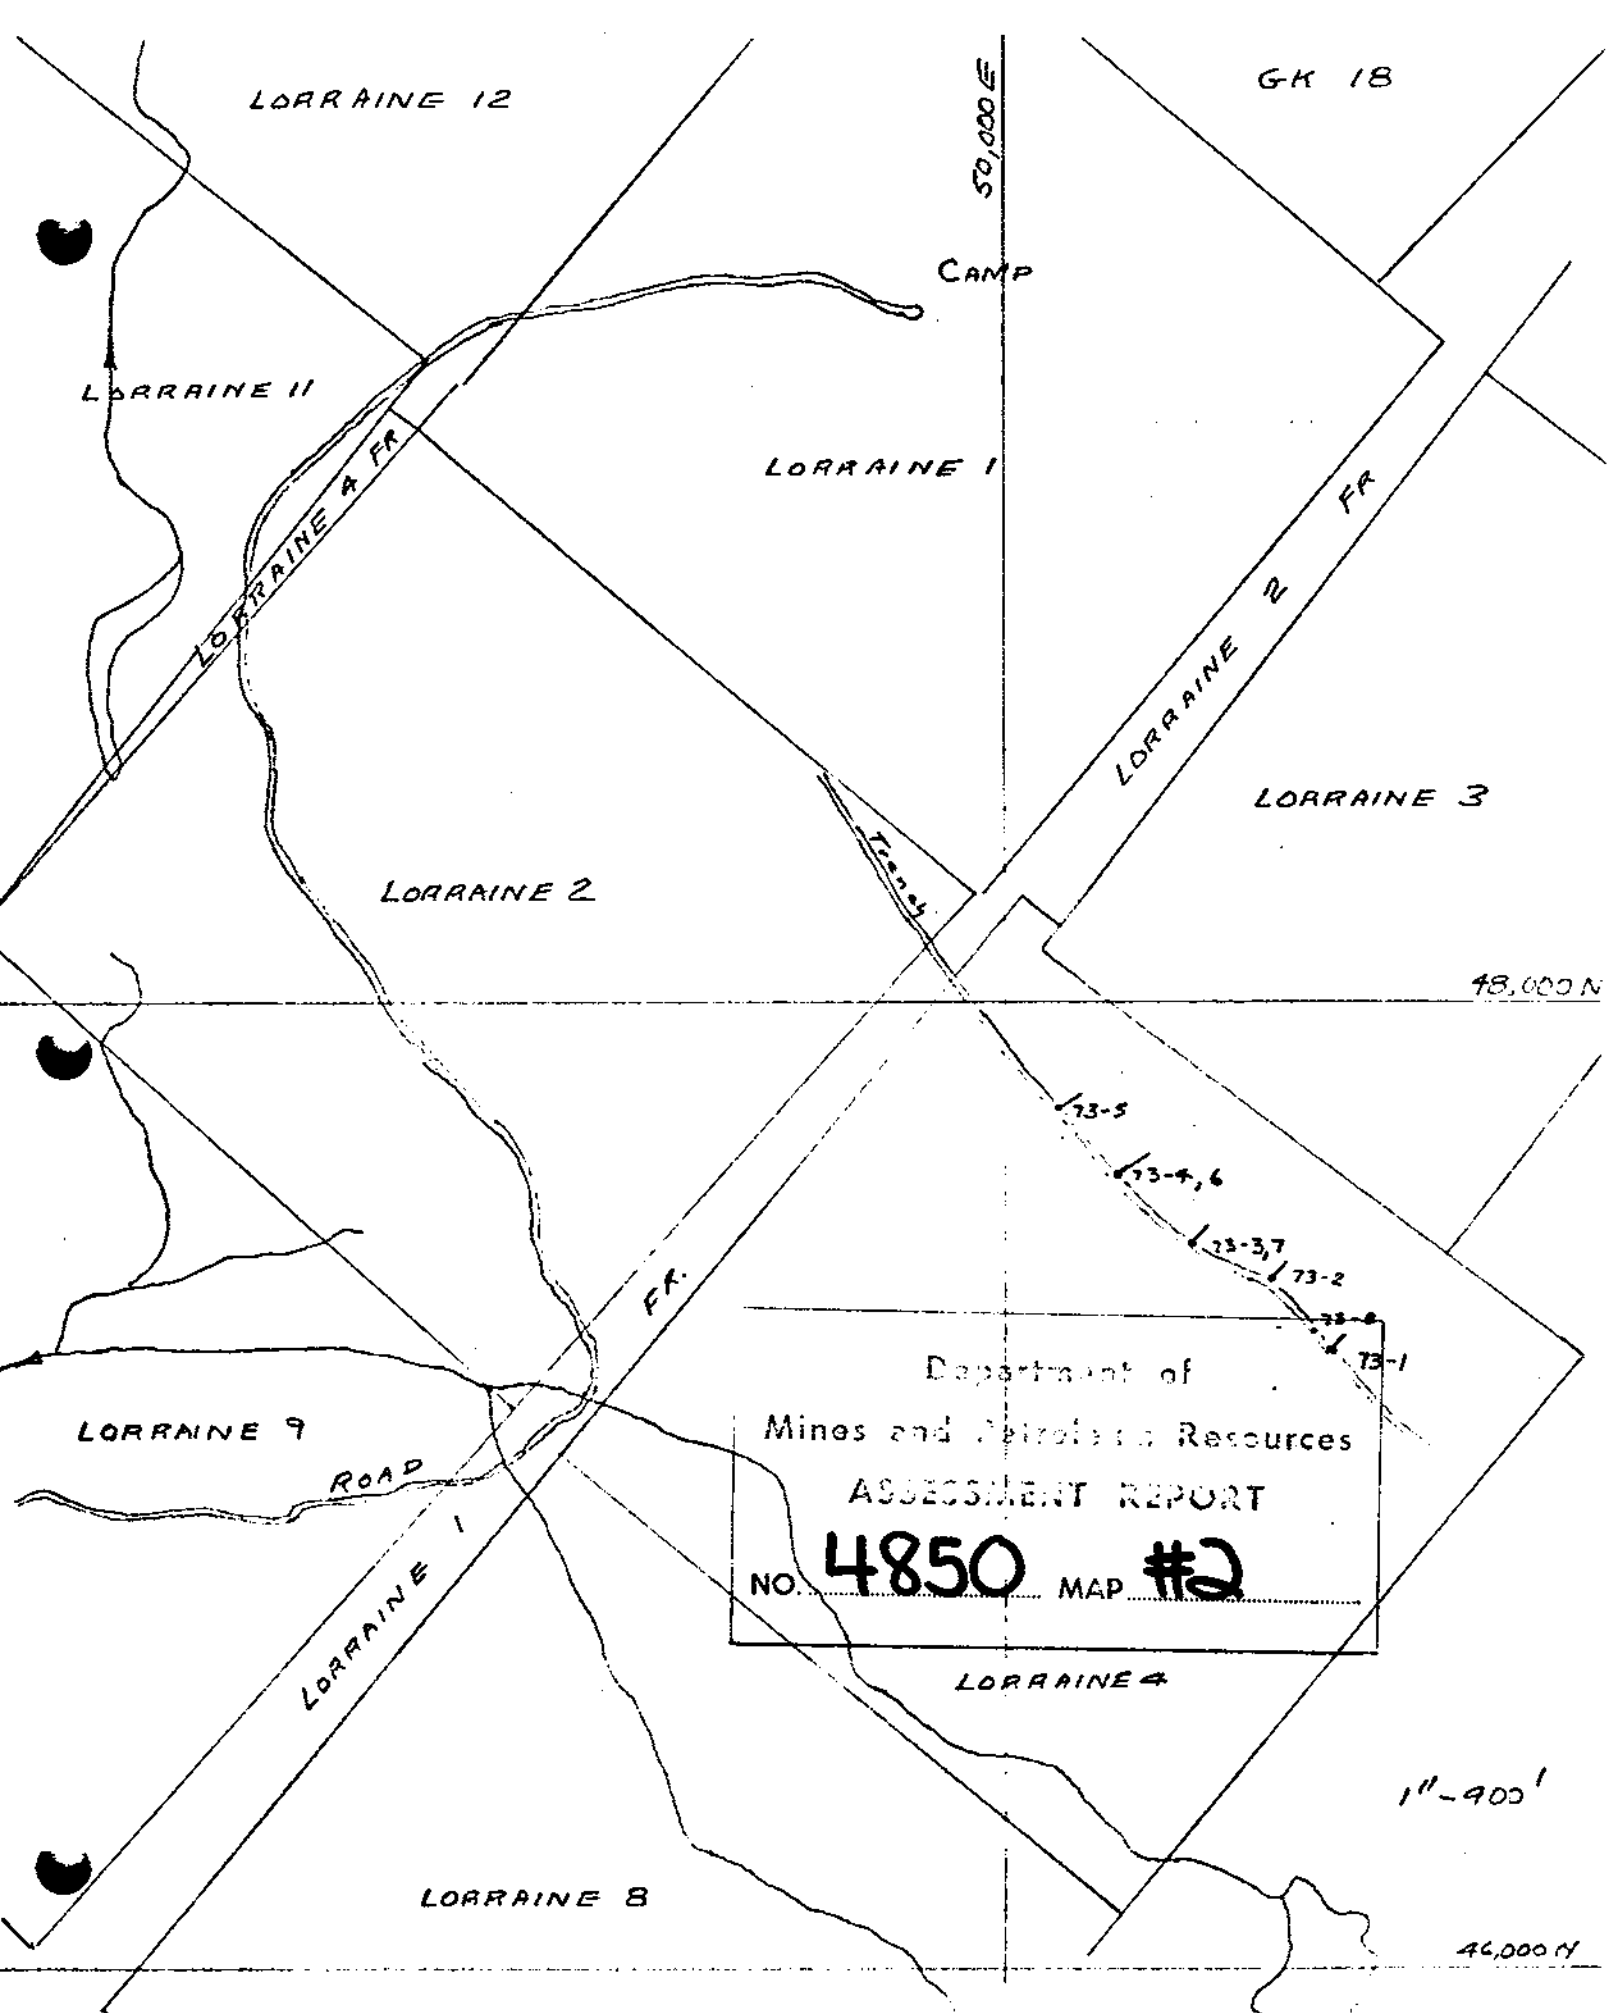 LORRAINE 12
GK 18
50,000 E
CAMP
LORRAINE 11
LORRAINE A FR
LORRAINE 1
LORRAINE 2 FR
LORRAINE 3
Trench
LORRAINE 2
48,000 N
73-5
73-4, 6
73-3,7
73-2
73-8
73-1
LORRAINE 1 FR.
Department of
Mines and Petroleum Resources
ASSESSMENT REPORT
NO. 4850 MAP #2
LORRAINE 9
ROAD
LORRAINE 4
1"-400'
LORRAINE 8
46,000 N